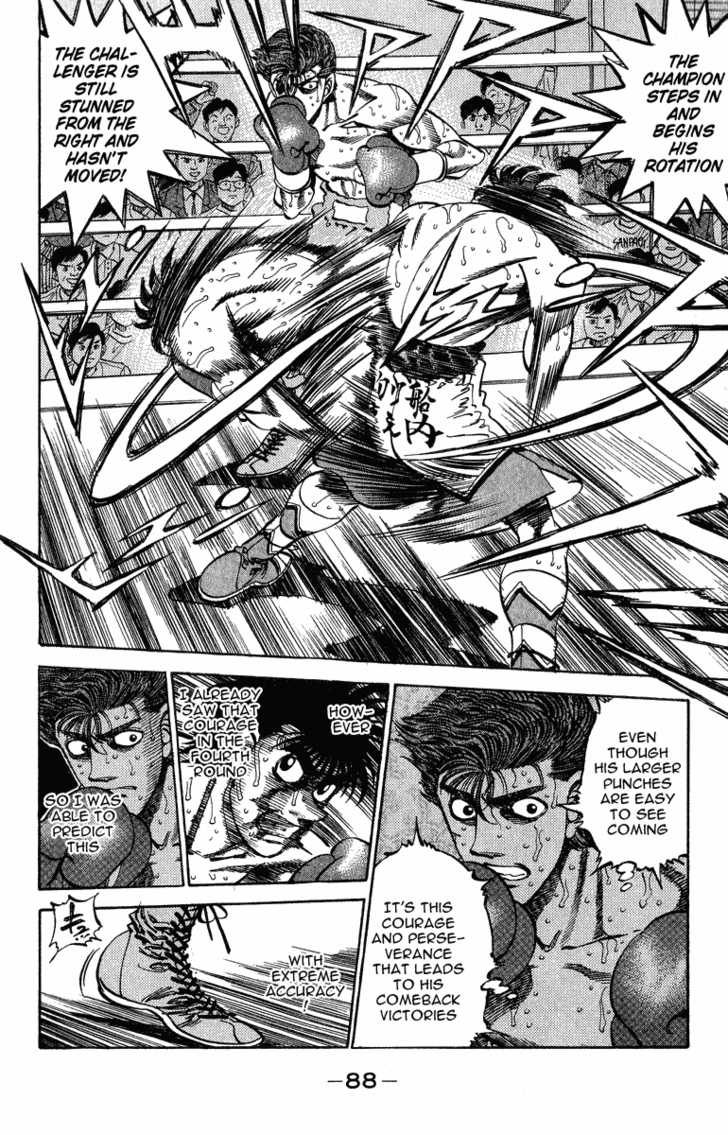 THE
CHAMPION
STEPS IN
AND
BEGINS
HIS
ROTATION
THE CHAL-
LENGER IS
STILL
STUNNED
FROM THE
RIGHT AND
HASN'T
MOVED!
船内
EVEN
THOUGH
HIS LARGER
PUNCHES
ARE EASY
TO SEE
COMING
IT'S THIS
COURAGE
AND PERSE-
VERANCE
THAT LEADS
TO HIS
COMEBACK
VICTORIES
HOW-
EVER
I ALREADY
SAW THAT
COURAGE
IN THE
FOURTH
ROUND
SO I WAS
ABLE TO
PREDICT
THIS
WITH
EXTREME
ACCURACY
!
—88—